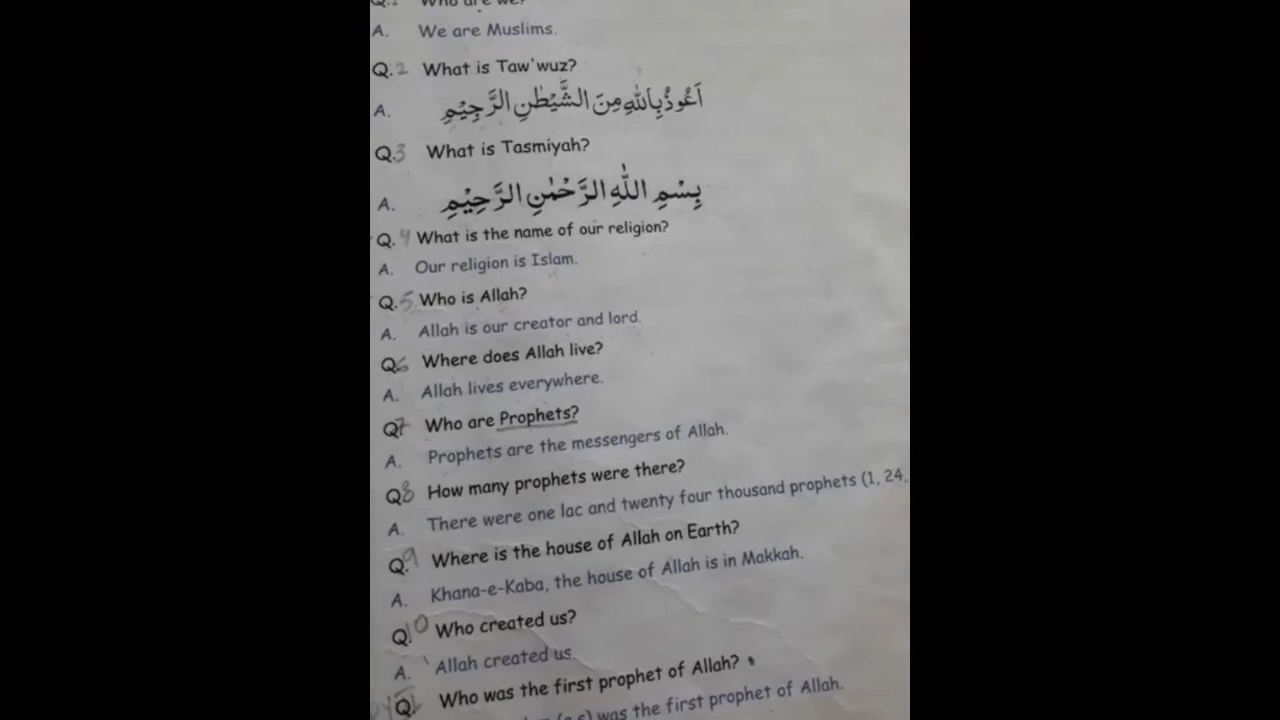 Who are we?
A. We are Muslims.
Q.2 What is Taw'wuz?
A. اَعُوْذُ بِاللّٰهِ مِنَ الشَّيْطٰنِ الرَّجِيْمِ
Q.3 What is Tasmiyah?
A. بِسْمِ اللّٰهِ الرَّحْمٰنِ الرَّحِيْمِ
Q.4 What is the name of our religion?
A. Our religion is Islam.
Q.5 Who is Allah?
A. Allah is our creator and lord.
Q.6 Where does Allah live?
A. Allah lives everywhere.
Q.7 Who are Prophets?
A. Prophets are the messengers of Allah.
Q.8 How many prophets were there?
A. There were one lac and twenty four thousand prophets (1, 24,
Q.9 Where is the house of Allah on Earth?
A. Khana-e-Kaba, the house of Allah is in Makkah.
Q.10 Who created us?
A. Allah created us
Q. Who was the first prophet of Allah?
was the first prophet of Allah.